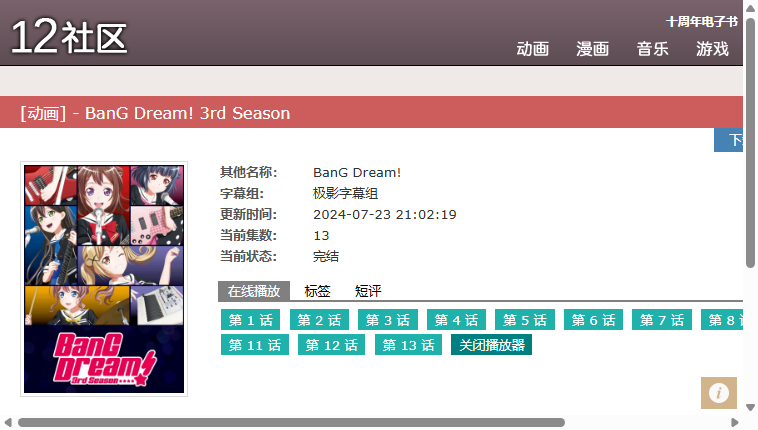 12社区
十周年电子书
动画 漫画 音乐 游戏
[动画] - BanG Dream! 3rd Season
BanG
Dream!
3rd Season
其他名称: BanG Dream!
字幕组: 极影字幕组
更新时间: 2024-07-23 21:02:19
当前集数: 13
当前状态: 完结
在线播放 标签 短评
第 1 话 第 2 话 第 3 话 第 4 话 第 5 话 第 6 话 第 7 话 第 8
第 11 话 第 12 话 第 13 话 关闭播放器
下
i